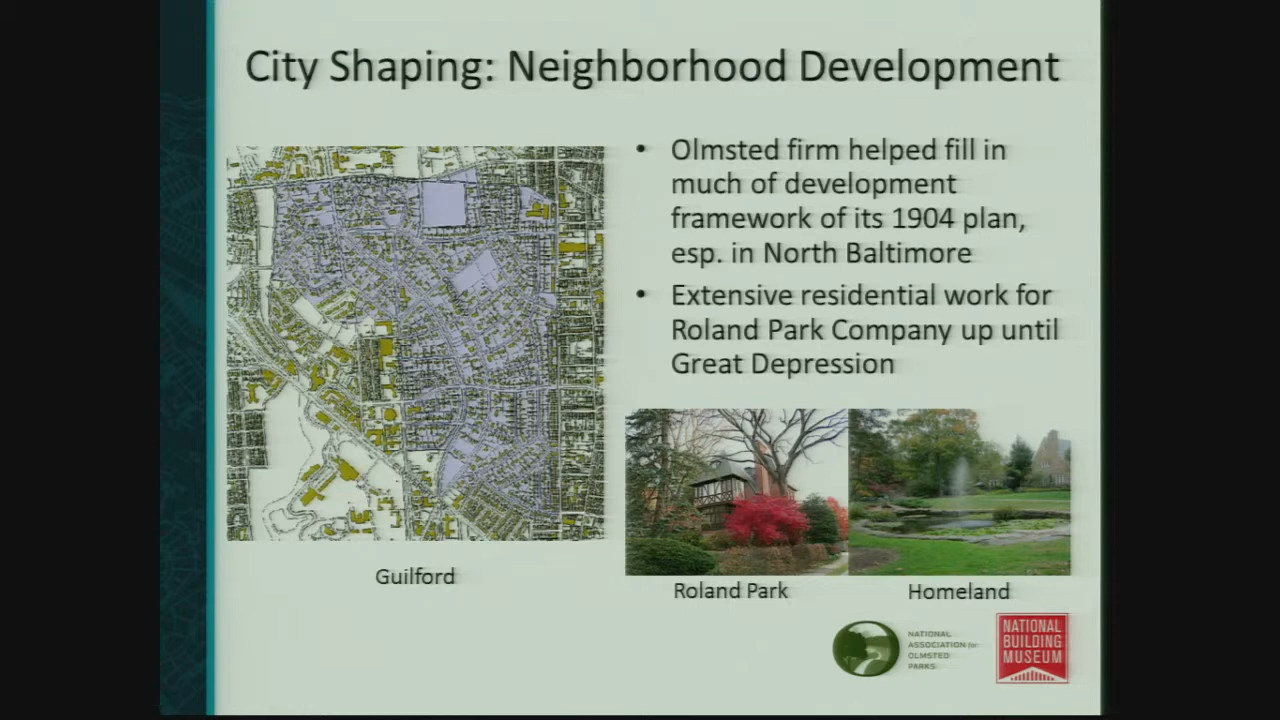 City Shaping: Neighborhood Development
• Olmsted firm helped fill in
much of development
framework of its 1904 plan,
esp. in North Baltimore
• Extensive residential work for
Roland Park Company up until
Great Depression
Guilford
Roland Park
Homeland
NATIONAL
ASSOCIATION for
OLMSTED
PARKS
NATIONAL
BUILDING
MUSEUM